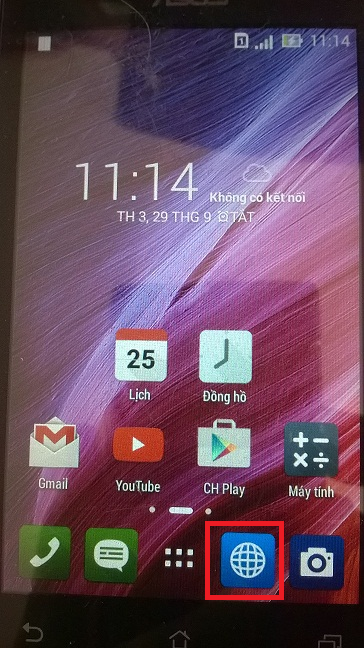 11:14
11:14
Không có kết nối
TH 3, 29 THG 9 TẮT
25
Lịch
Đồng hồ
Gmail
YouTube
CH Play
Máy tính